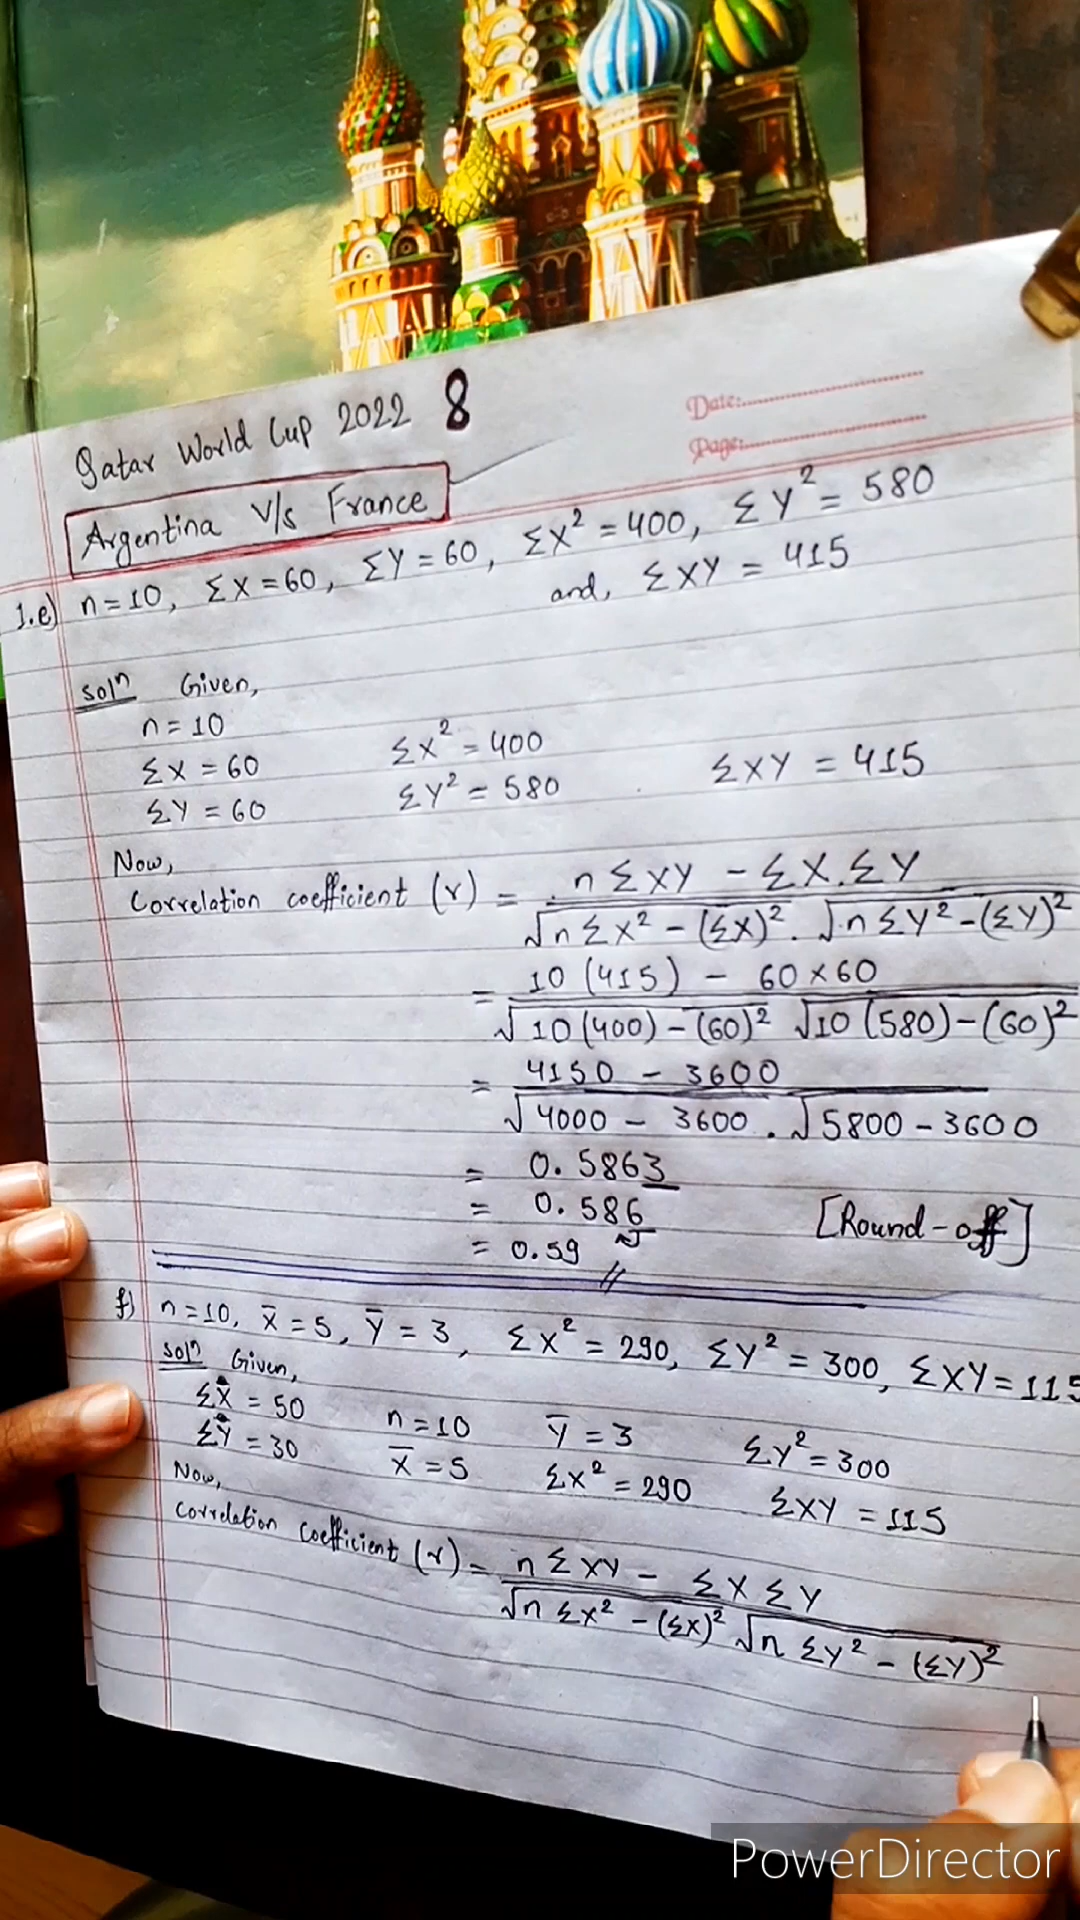 Qatar World Cup 2022 8
Date:
Page:
Argentina V/s France
1.e) n=10, ΣX=60, ΣY=60, ΣX²=400, ΣY²=580
and, ΣXY = 415
Solⁿ Given,
n=10
ΣX = 60 ΣX² = 400 ΣXY = 415
ΣY = 60 ΣY² = 580
Now,
Correlation coefficient (r) = nΣXY - ΣX.ΣY / √nΣX² - (ΣX)² . √nΣY² - (ΣY)²
= 10(415) - 60×60 / √10(400) - (60)² √10(580) - (60)²
= 4150 - 3600 / √4000 - 3600 . √5800 - 3600
= 0.5863
= 0.586 [Round-off]
= 0.59 //
f) n=10, X̄=5, Ȳ=3, ΣX²=290, ΣY²=300, ΣXY=115
Solⁿ Given,
ΣX = 50 n=10 Ȳ=3 ΣY²=300
ΣY = 30 X̄=5 ΣX²=290 ΣXY=115
Now,
Correlation coefficient (r) = nΣXY - ΣXΣY / √nΣX² - (ΣX)² √nΣY² - (ΣY)²
PowerDirector